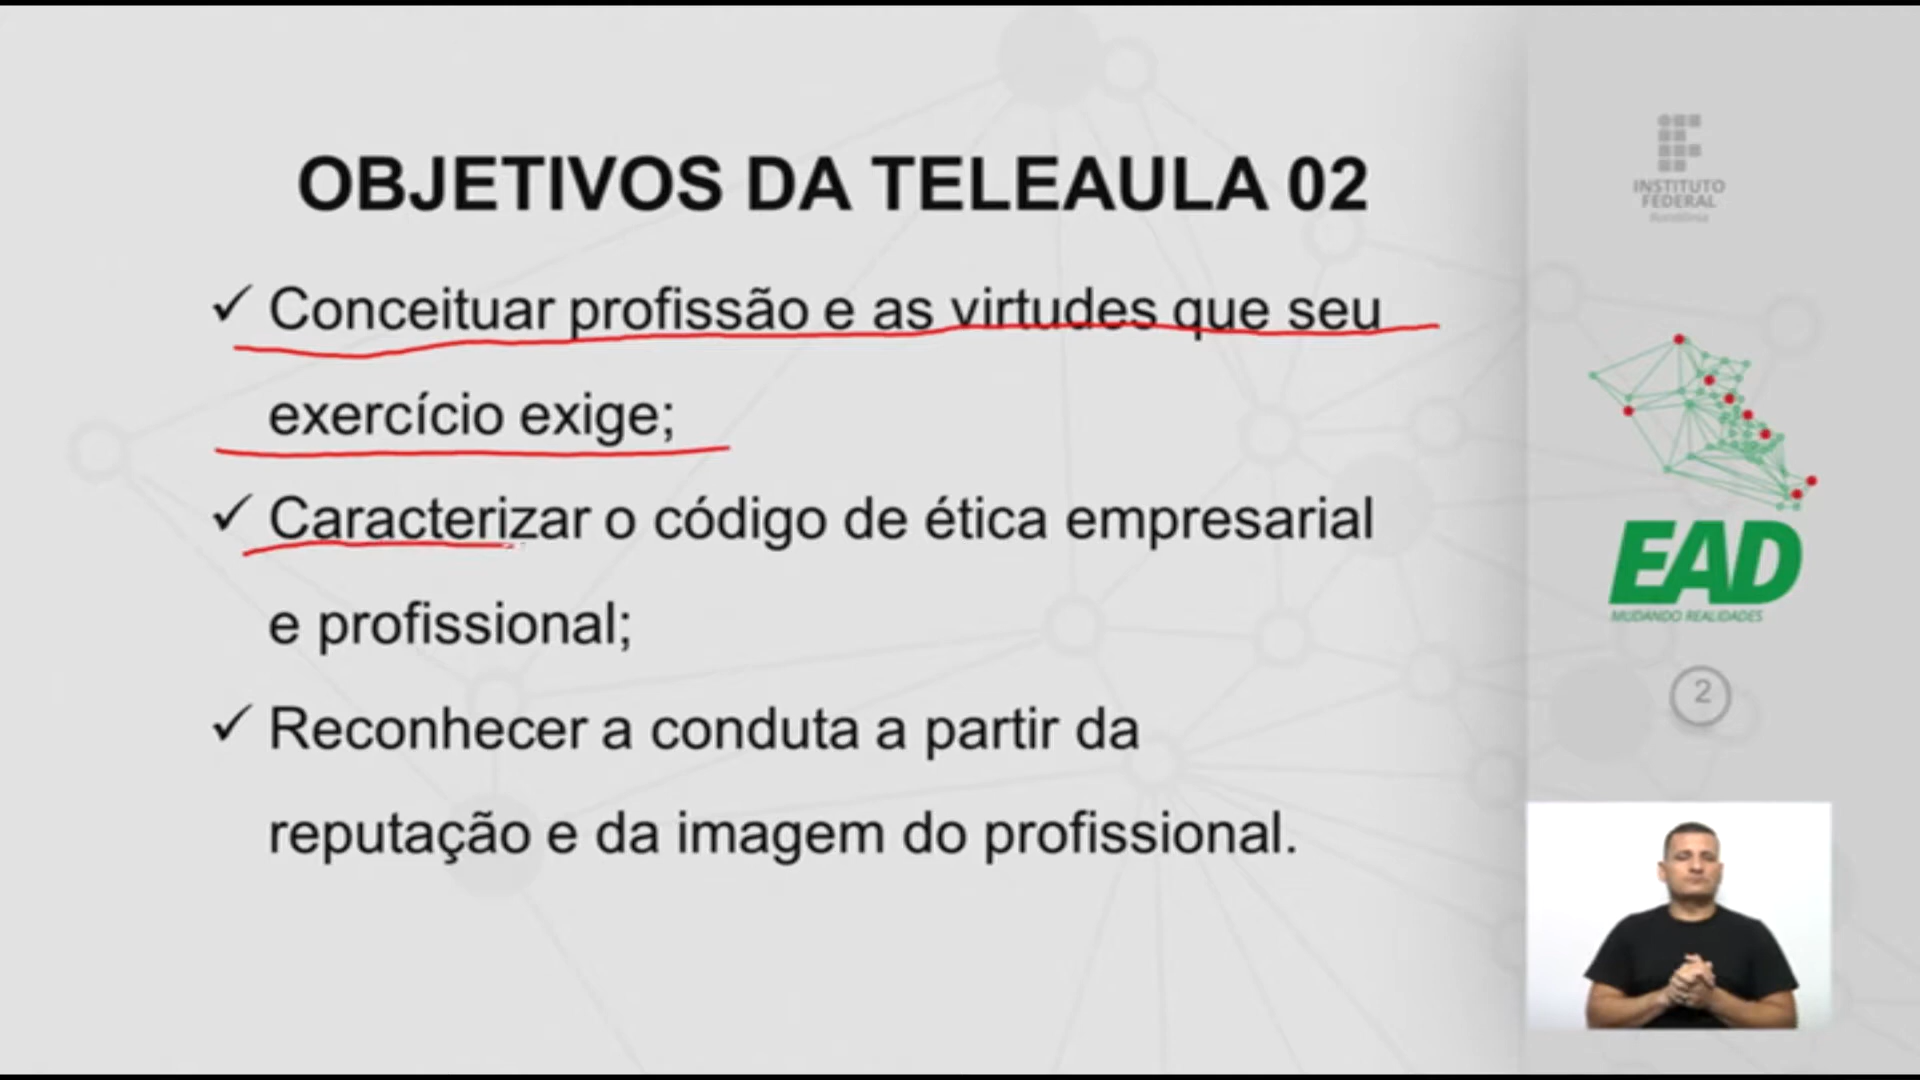 OBJETIVOS DA TELEAULA 02
✓ Conceituar profissão e as virtudes que seu
exercício exige;
✓ Caracterizar o código de ética empresarial
e profissional;
✓ Reconhecer a conduta a partir da
reputação e da imagem do profissional.
INSTITUTO
FEDERAL
Rondônia
EAD
MUDANDO REALIDADES
2